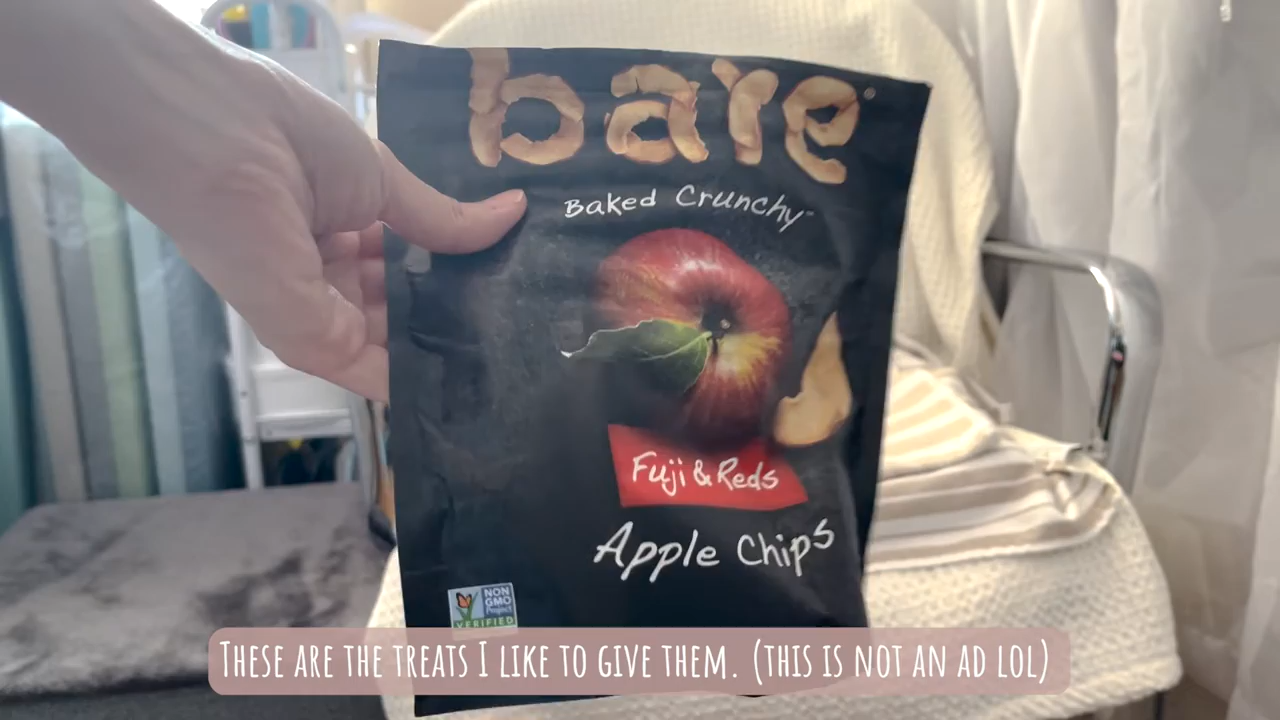 bare®
Baked Crunchy™
Fuji & Reds
Apple Chips
NON
GMO
Project
VERIFIED
THESE ARE THE TREATS I LIKE TO GIVE THEM. (THIS IS NOT AN AD LOL)